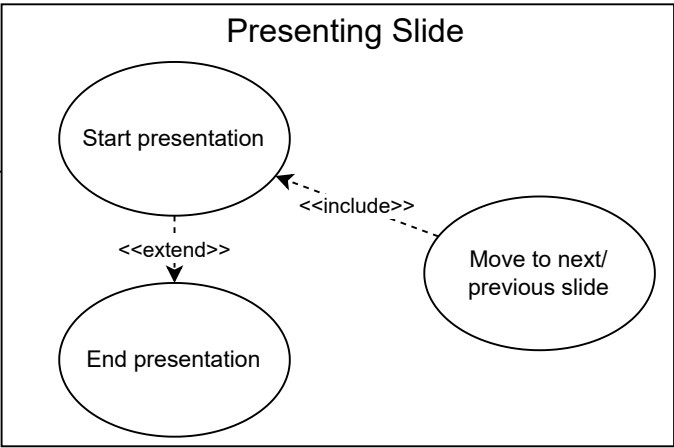 Presenting Slide
Start presentation
<<include>>
<<extend>>
Move to next/
previous slide
End presentation